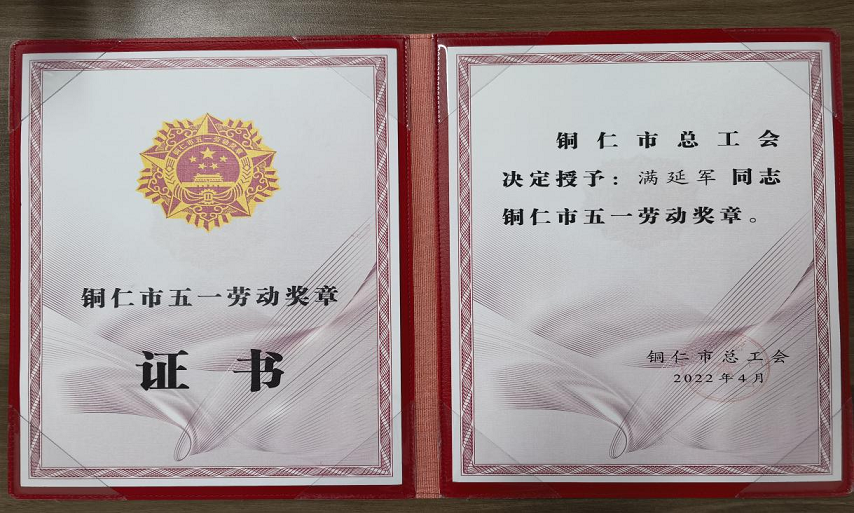 铜仁市五一劳动奖章
证书
铜仁市总工会
决定授予：满延军同志
铜仁市五一劳动奖章。
铜仁市总工会
2022年4月